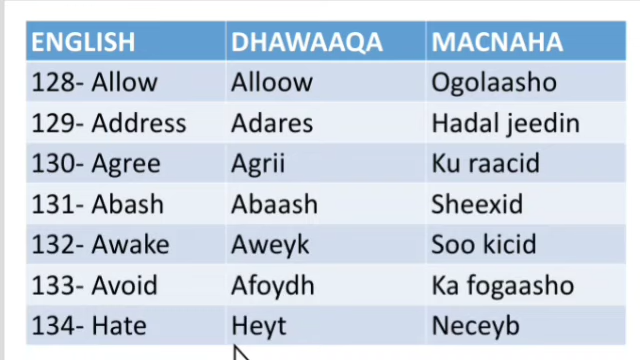 ENGLISH DHAWAAQA MACNAHA
128- Allow Alloow Ogolaasho
129- Address Adares Hadal jeedin
130- Agree Agrii Ku raacid
131- Abash Abaash Sheexid
132- Awake Aweyk Soo kicid
133- Avoid Afoydh Ka fogaasho
134- Hate Heyt Neceyb